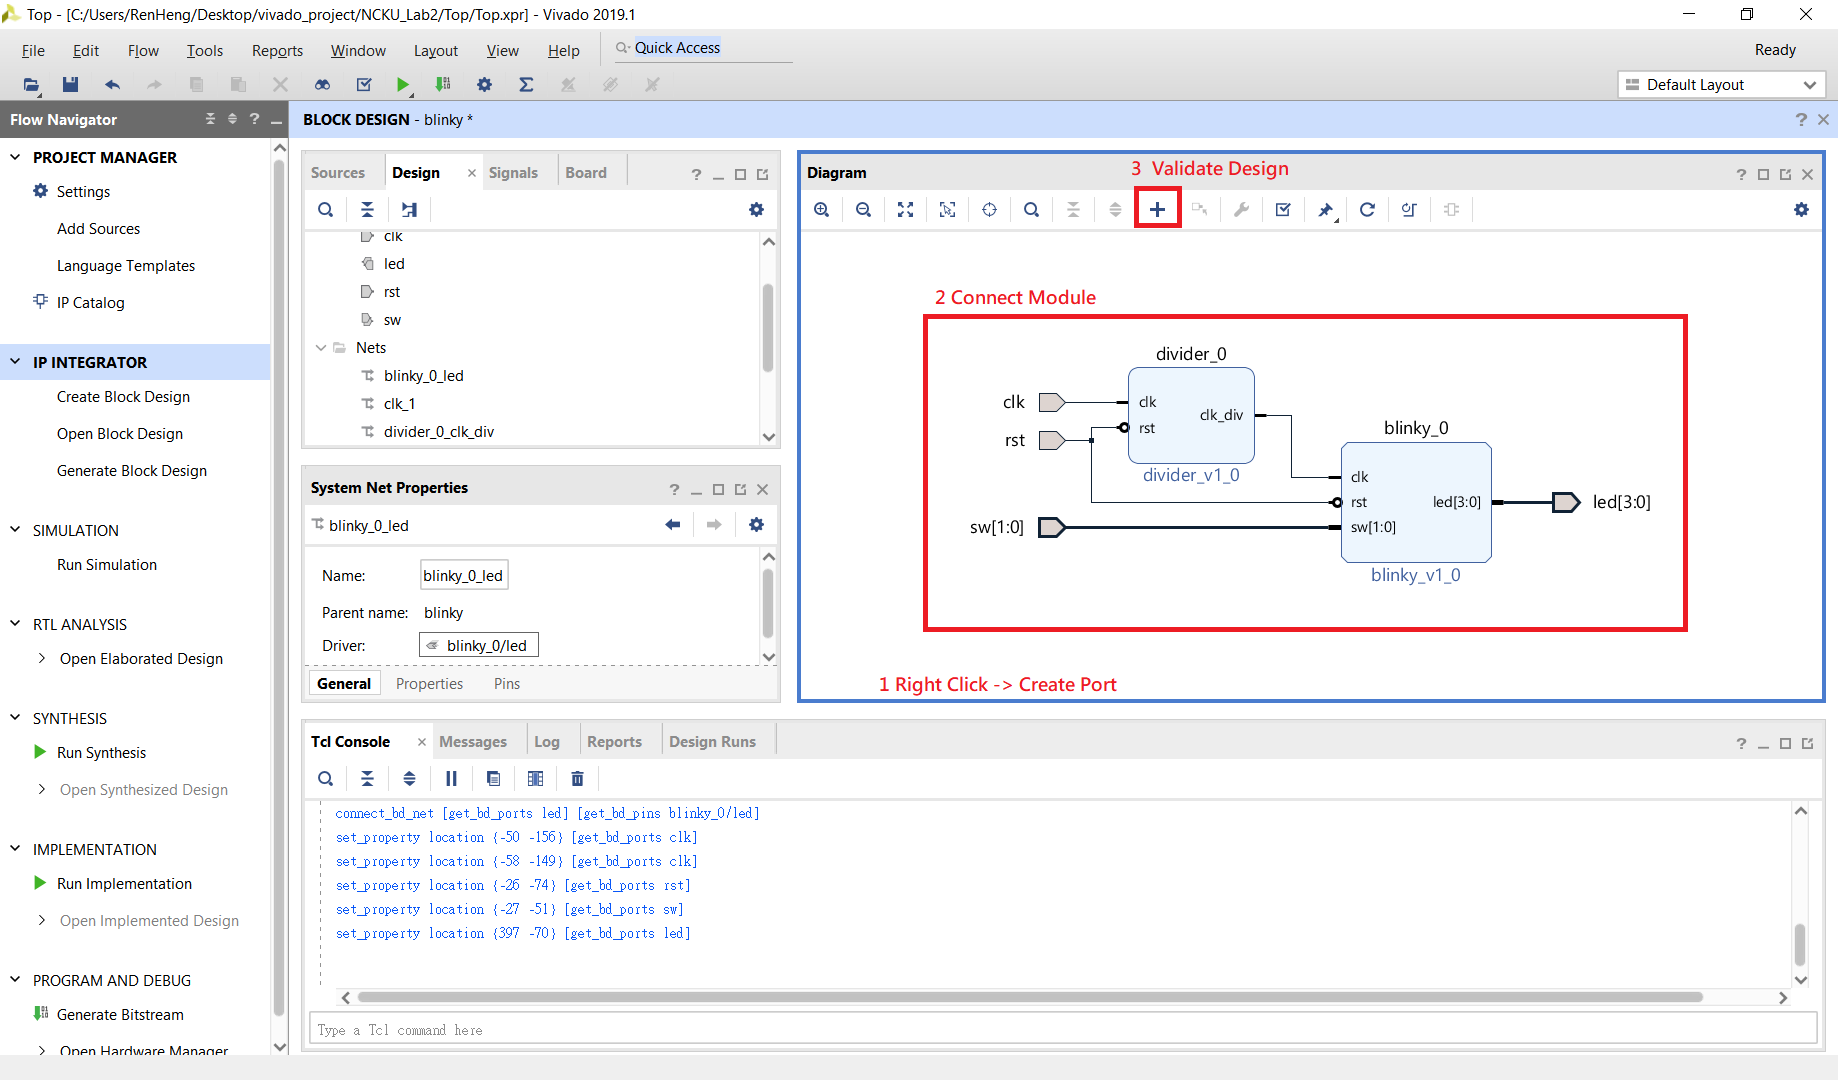 Top - [C:/Users/RenHeng/Desktop/vivado_project/NCKU_Lab2/Top/Top.xpr] - Vivado 2019.1
File Edit Flow Tools Reports Window Layout View Help Quick Access Ready
Default Layout
Flow Navigator
PROJECT MANAGER
Settings
Add Sources
Language Templates
IP Catalog
IP INTEGRATOR
Create Block Design
Open Block Design
Generate Block Design
SIMULATION
Run Simulation
RTL ANALYSIS
Open Elaborated Design
SYNTHESIS
Run Synthesis
Open Synthesized Design
IMPLEMENTATION
Run Implementation
Open Implemented Design
PROGRAM AND DEBUG
Generate Bitstream
Open Hardware Manager
BLOCK DESIGN - blinky *
Sources Design Signals Board
clk
led
rst
sw
Nets
blinky_0_led
clk_1
divider_0_clk_div
System Net Properties
blinky_0_led
Name: blinky_0_led
Parent name: blinky
Driver: blinky_0/led
General Properties Pins
Diagram
3 Validate Design
2 Connect Module
divider_0
clk
rst
clk
rst
clk_div
divider_v1_0
blinky_0
clk
rst
sw[1:0]
led[3:0]
blinky_v1_0
sw[1:0]
led[3:0]
1 Right Click -> Create Port
Tcl Console Messages Log Reports Design Runs
connect_bd_net [get_bd_ports led] [get_bd_pins blinky_0/led]
set_property location {-50 -156} [get_bd_ports clk]
set_property location {-58 -149} [get_bd_ports clk]
set_property location {-26 -74} [get_bd_ports rst]
set_property location {-27 -51} [get_bd_ports sw]
set_property location {397 -70} [get_bd_ports led]
Type a Tcl command here